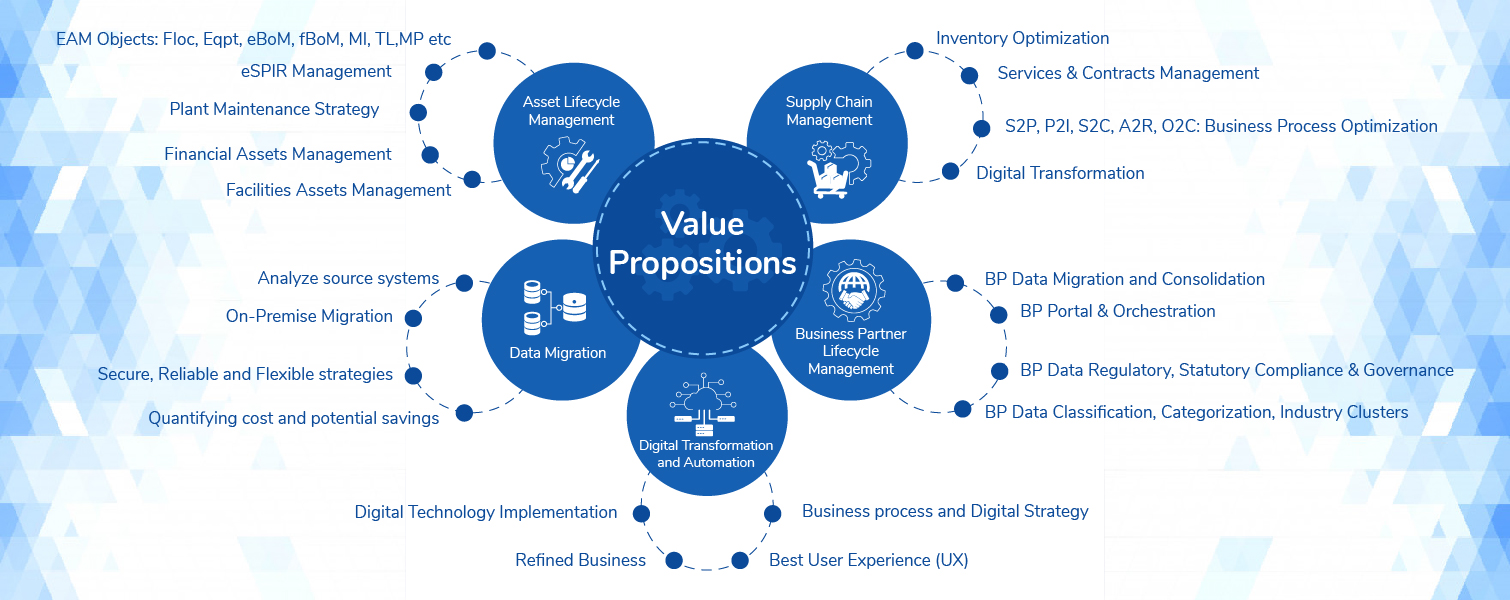 Value
Propositions
Asset Lifecycle
Management
EAM Objects: Floc, Eqpt, eBoM, fBoM, MI, TL,MP etc
eSPIR Management
Plant Maintenance Strategy
Financial Assets Management
Facilities Assets Management
Supply Chain
Management
Inventory Optimization
Services & Contracts Management
S2P, P2I, S2C, A2R, O2C: Business Process Optimization
Digital Transformation
Data Migration
Analyze source systems
On-Premise Migration
Secure, Reliable and Flexible strategies
Quantifying cost and potential savings
Business Partner
Lifecycle
Management
BP Data Migration and Consolidation
BP Portal & Orchestration
BP Data Regulatory, Statutory Compliance & Governance
BP Data Classification, Categorization, Industry Clusters
Digital Transformation
and Automation
Digital Technology Implementation
Refined Business
Business process and Digital Strategy
Best User Experience (UX)